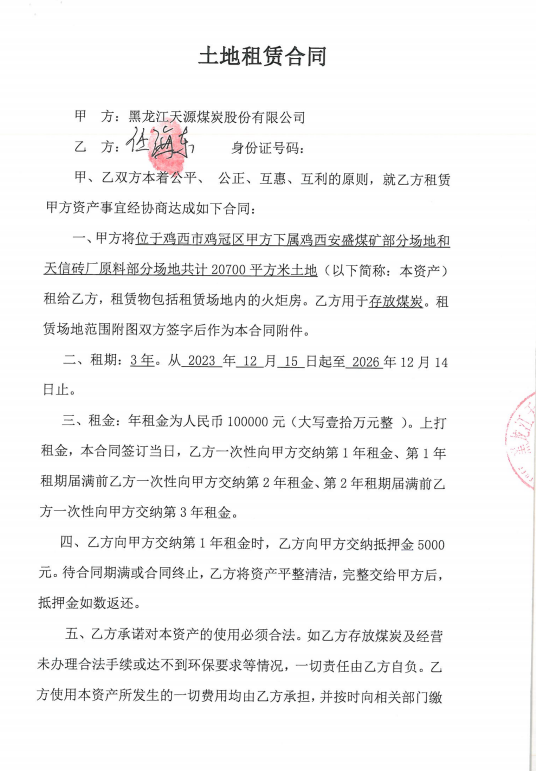 土地租赁合同
甲 方：黑龙江天源煤炭股份有限公司
乙 方：任海东 身份证号码：
甲、乙双方本着公平、 公正、互惠、互利的原则，就乙方租赁
甲方资产事宜经协商达成如下合同：
一、甲方将位于鸡西市鸡冠区甲方下属鸡西安盛煤矿部分场地和
天信砖厂原料部分场地共计 20700 平方米土地（以下简称：本资产）
租给乙方，租赁物包括租赁场地内的火炬房。乙方用于存放煤炭。租
赁场地范围附图双方签字后作为本合同附件。
二、租期：3 年。从 2023 年 12 月 15 日起至 2026 年 12 月 14
日止。
三、租金：年租金为人民币 100000 元（大写壹拾万元整 ）。上打
租金，本合同签订当日，乙方一次性向甲方交纳第 1 年租金、第 1 年
租期届满前乙方一次性向甲方交纳第 2 年租金、第 2 年租期届满前乙
方一次性向甲方交纳第 3 年租金。
四、乙方向甲方交纳第 1 年租金时，乙方向甲方交纳抵押金 5000
元。待合同期满或合同终止，乙方将资产平整清洁，完整交给甲方后，
抵押金如数返还。
五、乙方承诺对本资产的使用必须合法。如乙方存放煤炭及经营
未办理合法手续或达不到环保要求等情况，一切责任由乙方自负。乙
方使用本资产所发生的一切费用均由乙方承担，并按时向相关部门缴
黑龙江